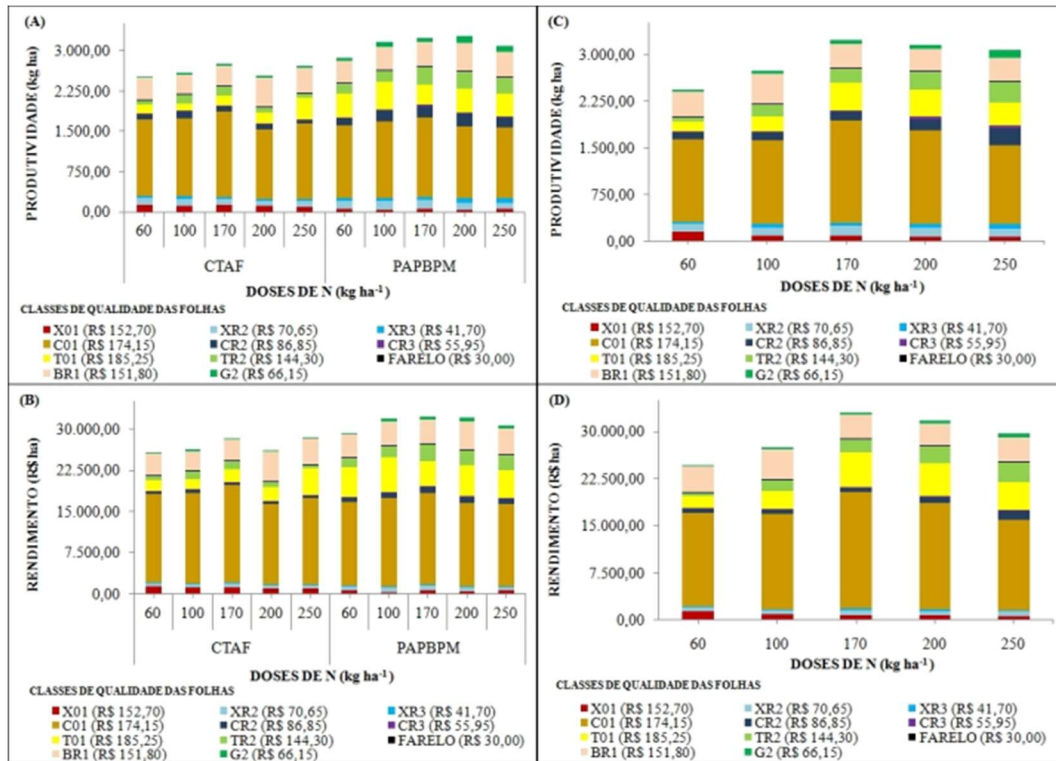 (A)
PRODUTIVIDADE (kg ha)
3.000,00
2.250,00
1.500,00
750,00
0,00
60 100 170 200 250 60 100 170 200 250
CTAF PAPBPM
DOSES DE N (kg ha-1)
CLASSES DE QUALIDADE DAS FOLHAS
X01 (R$ 152,70) XR2 (R$ 70,65) XR3 (R$ 41,70)
C01 (R$ 174,15) CR2 (R$ 86,85) CR3 (R$ 55,95)
T01 (R$ 185,25) TR2 (R$ 144,30) FARELO (R$ 30,00)
BR1 (R$ 151,80) G2 (R$ 66,15)
(C)
PRODUTIVIDADE (kg ha)
3.000,00
2.250,00
1.500,00
750,00
0,00
60 100 170 200 250
DOSES DE N (kg ha-1)
CLASSES DE QUALIDADE DAS FOLHAS
X01 (R$ 152,70) XR2 (R$ 70,65) XR3 (R$ 41,70)
C01 (R$ 174,15) CR2 (R$ 86,85) CR3 (R$ 55,95)
T01 (R$ 185,25) TR2 (R$ 144,30) FARELO (R$ 30,00)
BR1 (R$ 151,80) G2 (R$ 66,15)
(B)
RENDIMENTO (R$ ha)
30.000,00
22.500,00
15.000,00
7.500,00
0,00
60 100 170 200 250 60 100 170 200 250
CTAF PAPBPM
DOSES DE N (kg ha-1)
CLASSES DE QUALIDADE DAS FOLHAS
X01 (R$ 152,70) XR2 (R$ 70,65) XR3 (R$ 41,70)
C01 (R$ 174,15) CR2 (R$ 86,85) CR3 (R$ 55,95)
T01 (R$ 185,25) TR2 (R$ 144,30) FARELO (R$ 30,00)
BR1 (R$ 151,80) G2 (R$ 66,15)
(D)
RENDIMENTO (R$ ha)
30.000,00
22.500,00
15.000,00
7.500,00
0,00
60 100 170 200 250
DOSES DE N (kg ha-1)
CLASSES DE QUALIDADE DAS FOLHAS
X01 (R$ 152,70) XR2 (R$ 70,65) XR3 (R$ 41,70)
C01 (R$ 174,15) CR2 (R$ 86,85) CR3 (R$ 55,95)
T01 (R$ 185,25) TR2 (R$ 144,30) FARELO (R$ 30,00)
BR1 (R$ 151,80) G2 (R$ 66,15)